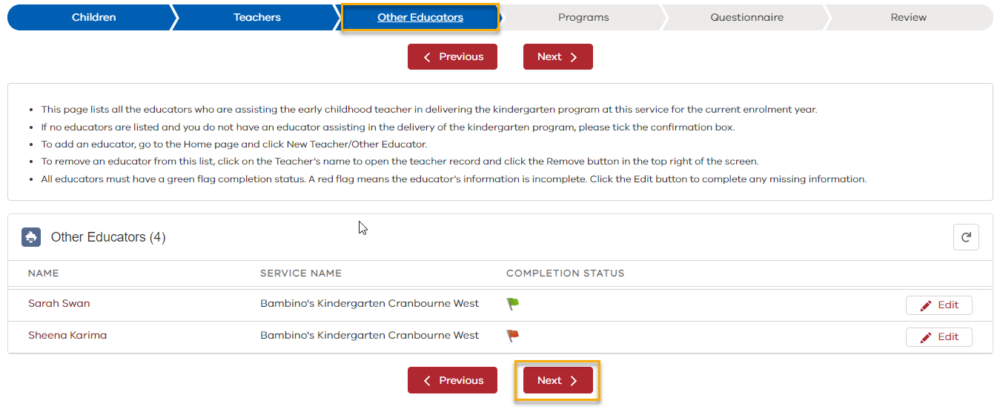 Children Teachers Other Educators Programs Questionnaire Review
Previous Next
This page lists all the educators who are assisting the early childhood teacher in delivering the kindergarten program at this service for the current enrolment year.
If no educators are listed and you do not have an educator assisting in the delivery of the kindergarten program, please tick the confirmation box.
To add an educator, go to the Home page and click New Teacher/Other Educator.
To remove an educator from this list, click on the Teacher's name to open the teacher record and click the Remove button in the top right of the screen.
All educators must have a green flag completion status. A red flag means the educator's information is incomplete. Click the Edit button to complete any missing information.
Other Educators (4)
NAME SERVICE NAME COMPLETION STATUS
Sarah Swan Bambino's Kindergarten Cranbourne West Edit
Sheena Karima Bambino's Kindergarten Cranbourne West Edit
Previous Next